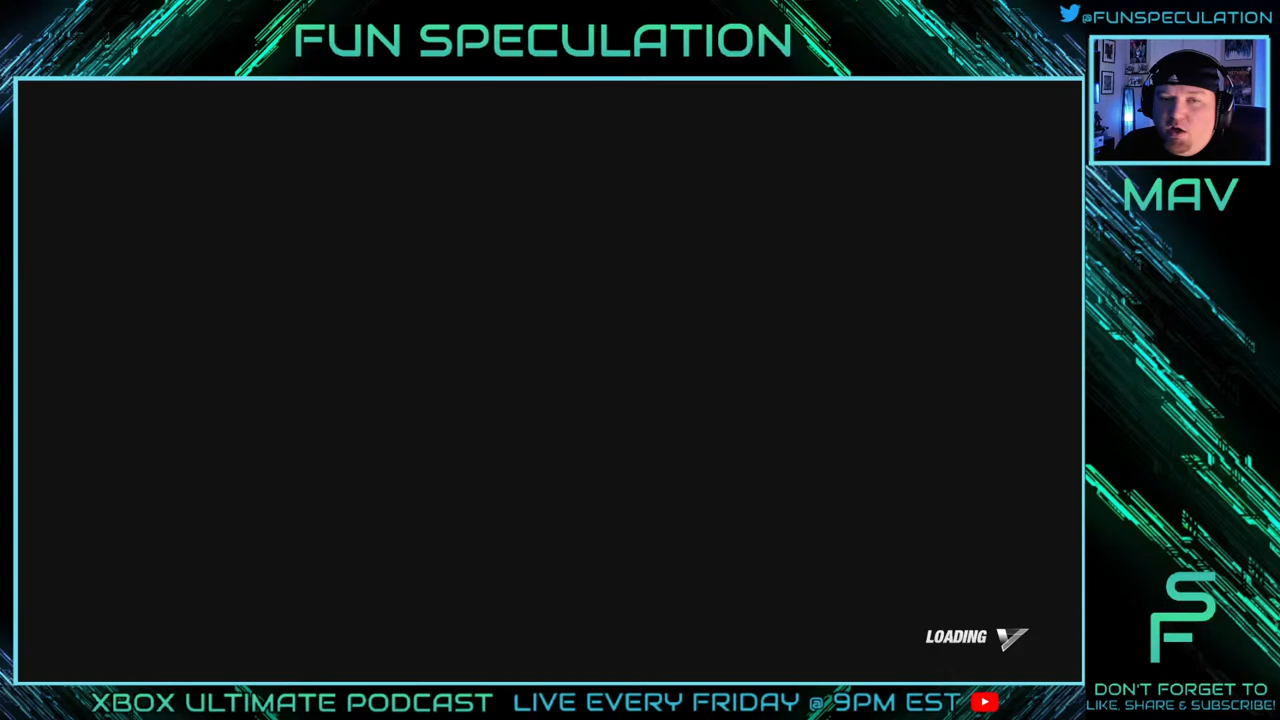 FUN SPECULATION
@FUNSPECULATION
MAV
LOADING
SF
DON'T FORGET TO
LIKE, SHARE & SUBSCRIBE!
XBOX ULTIMATE PODCAST LIVE EVERY FRIDAY @ 9PM EST